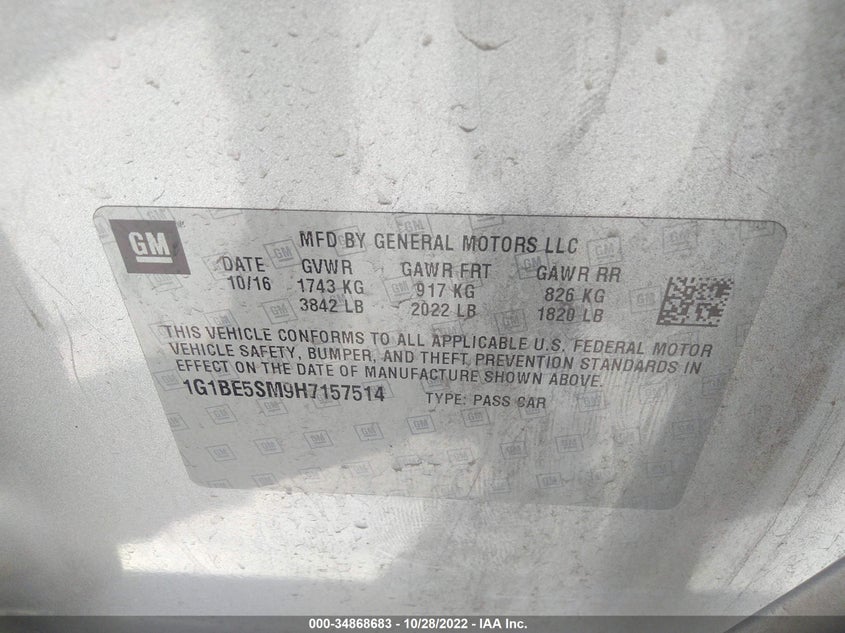 GM
MFD BY GENERAL MOTORS LLC
DATE GVWR GAWR FRT GAWR RR
10/16 1743 KG 917 KG 826 KG
3842 LB 2022 LB 1820 LB
THIS VEHICLE CONFORMS TO ALL APPLICABLE U.S. FEDERAL MOTOR
VEHICLE SAFETY, BUMPER, AND THEFT PREVENTION STANDARDS IN
EFFECT ON THE DATE OF MANUFACTURE SHOWN ABOVE.
1G1BE5SM9H7157514 TYPE: PASS CAR
000-34868683 - 10/28/2022 - IAA Inc.